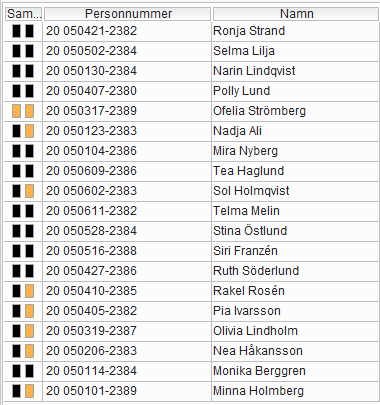 Sam... Personnummer Namn
20 050421-2382 Ronja Strand
20 050502-2384 Selma Lilja
20 050130-2384 Narin Lindqvist
20 050407-2380 Polly Lund
20 050317-2389 Ofelia Strömberg
20 050123-2383 Nadja Ali
20 050104-2386 Mira Nyberg
20 050609-2386 Tea Haglund
20 050602-2383 Sol Holmqvist
20 050611-2382 Telma Melin
20 050528-2384 Stina Östlund
20 050516-2388 Siri Franzén
20 050427-2386 Ruth Söderlund
20 050410-2385 Rakel Rosén
20 050405-2382 Pia Ivarsson
20 050319-2387 Olivia Lindholm
20 050206-2383 Nea Håkansson
20 050114-2384 Monika Berggren
20 050101-2389 Minna Holmberg